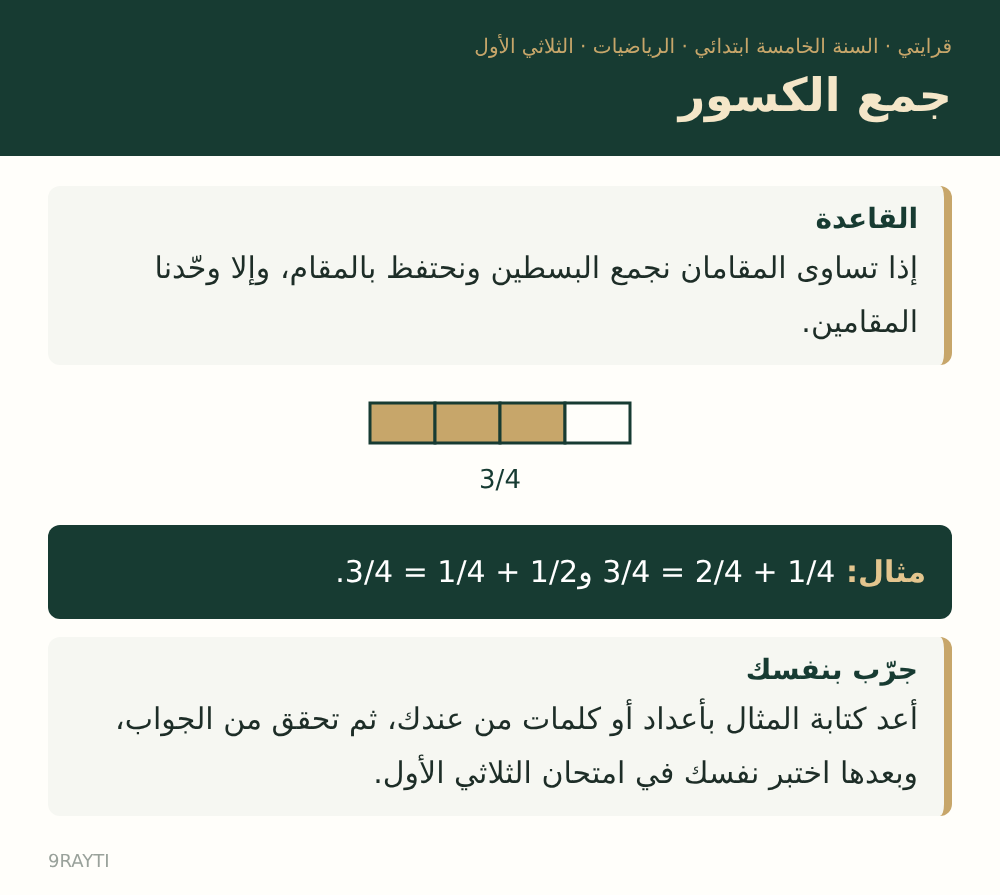 قرايتي · السنة الخامسة ابتدائي · الرياضيات · الثلاثي الأول
جمع الكسور
القاعدة
إذا تساوى المقامان نجمع البسطين ونحتفظ بالمقام، وإلا وحّدنا
المقامين.
3/4
مثال: 1/4 + 2/4 = 3/4 و1/2 + 1/4 = 3/4.
جرّب بنفسك
أعد كتابة المثال بأعداد أو كلمات من عندك، ثم تحقق من الجواب،
وبعدها اختبر نفسك في امتحان الثلاثي الأول.
9RAYTI